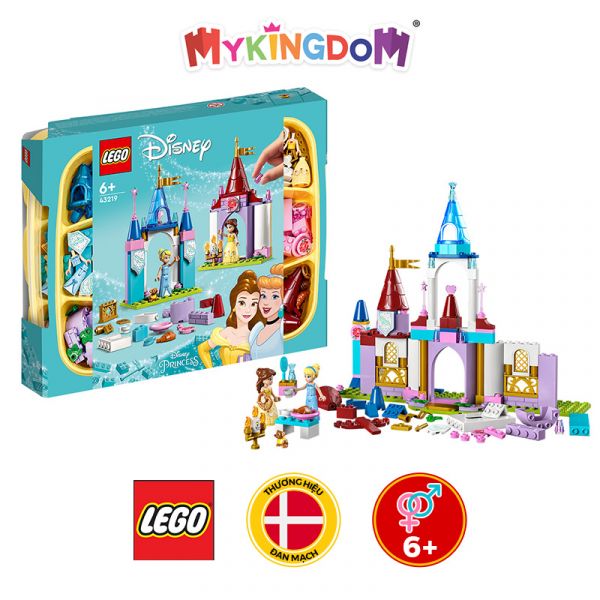 MYKINGDOM®
LEGO
Disney
6+
43219
Disney
PRINCESS
LEGO
THƯƠNG HIỆU
ĐAN MẠCH
6+